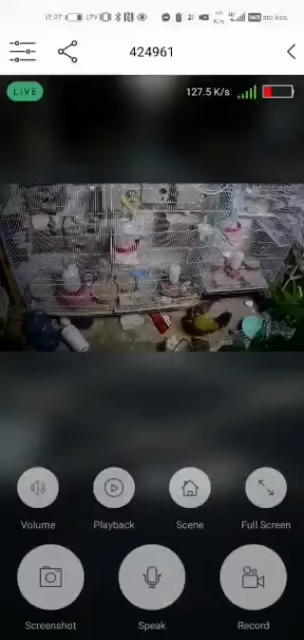 424961
LIVE
127.5 K/s
Volume
Playback
Scene
Full Screen
Screenshot
Speak
Record